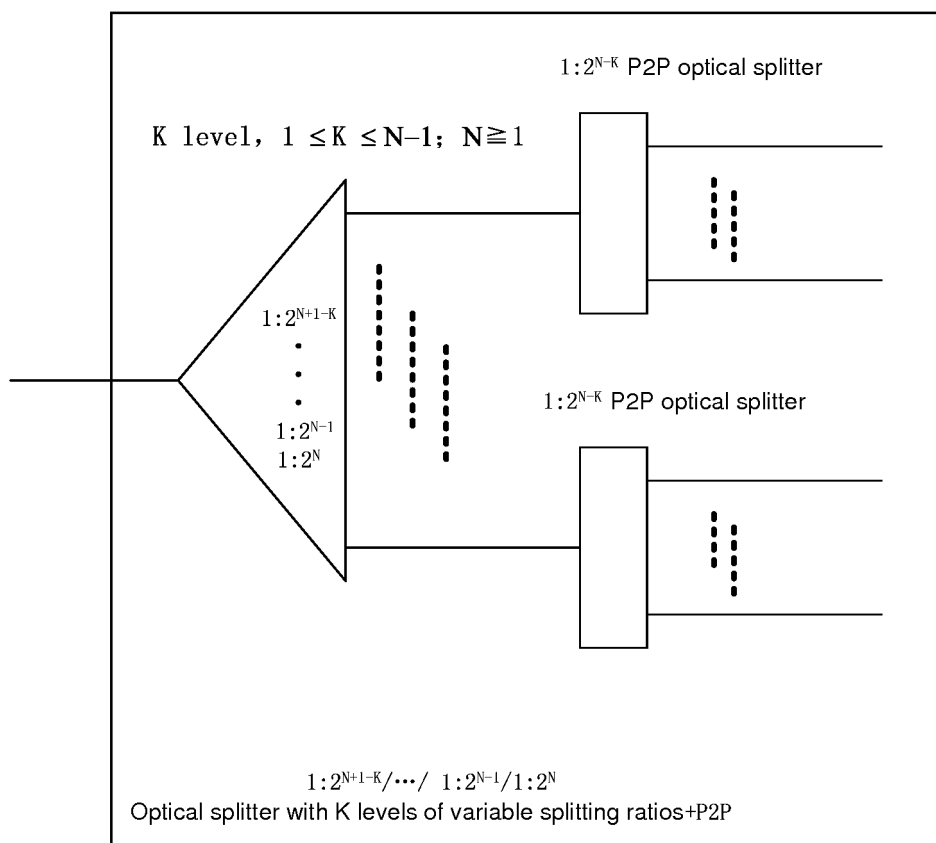 1:2^{N-K} P2P optical splitter
K level, 1 ≤K ≤N−1; N≧1
1:2^{N+1-K}
1:2^{N-K} P2P optical splitter
1:2^{N-1}
1:2^{N}
1:2^{N+1-K}/···/ 1:2^{N-1}/1:2^{N}
Optical splitter with K levels of variable splitting ratios+P2P